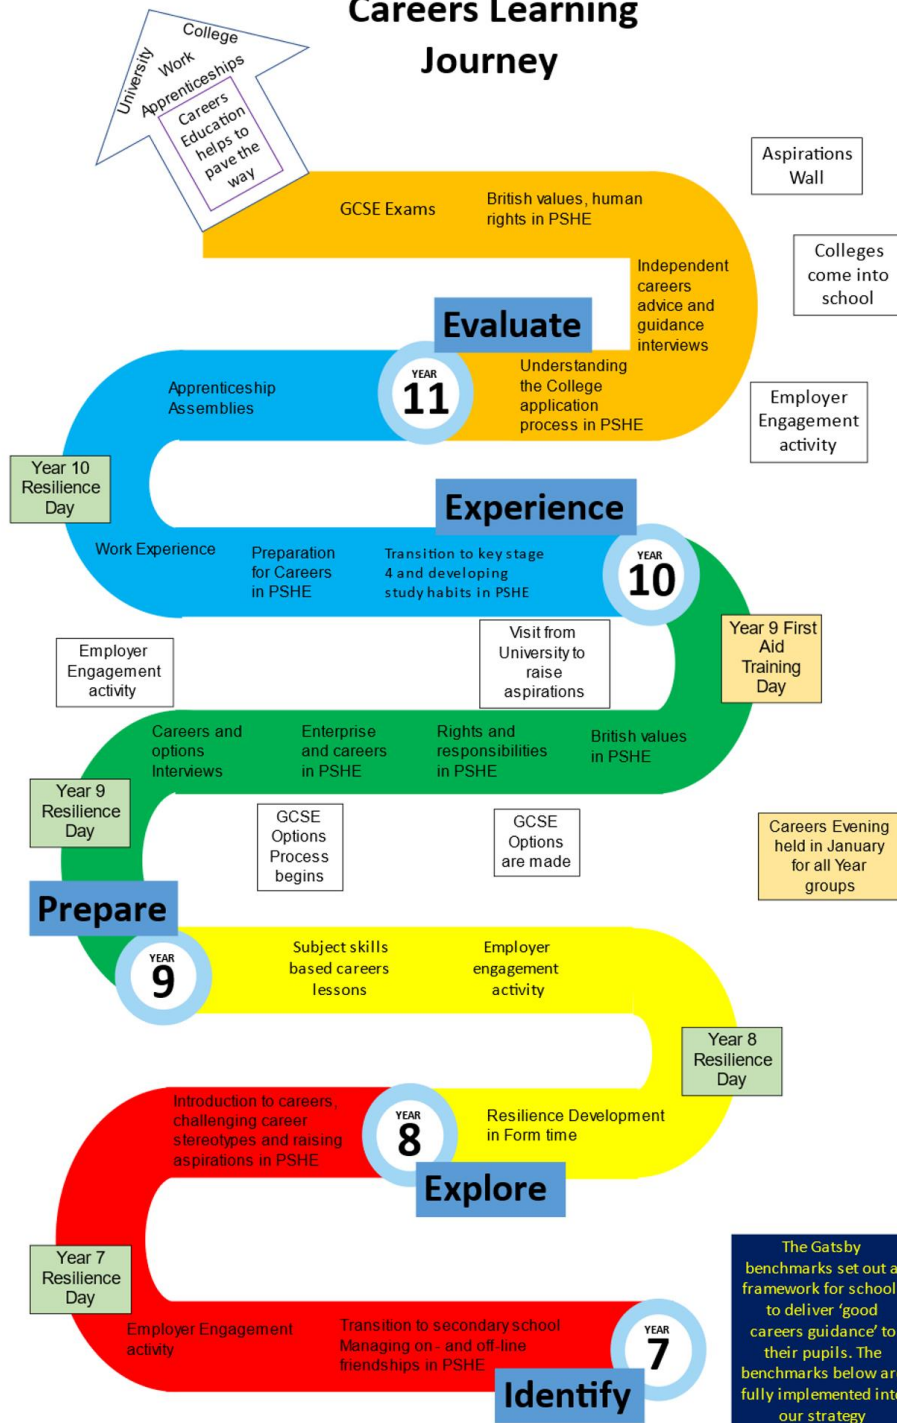 Careers Learning
Journey
College
University
Work
Apprenticeships
Careers
Education
helps to
pave the
way
Aspirations
Wall
GCSE Exams
British values, human
rights in PSHE
Colleges
come into
school
Independent
careers
advice and
guidance
interviews
Evaluate
YEAR
11
Understanding
the College
application
process in PSHE
Apprenticeship
Assemblies
Employer
Engagement
activity
Year 10
Resilience
Day
Experience
YEAR
10
Work Experience
Preparation
for Careers
in PSHE
Transition to key stage
4 and developing
study habits in PSHE
Employer
Engagement
activity
Visit from
University to
raise
aspirations
Year 9 First
Aid
Training
Day
Careers and
options
Interviews
Enterprise
and careers
in PSHE
Rights and
responsibilities
in PSHE
British values
in PSHE
Year 9
Resilience
Day
GCSE
Options
Process
begins
GCSE
Options
are made
Careers Evening
held in January
for all Year
groups
Prepare
YEAR
9
Subject skills
based careers
lessons
Employer
engagement
activity
Year 8
Resilience
Day
Introduction to careers,
challenging career
stereotypes and raising
aspirations in PSHE
YEAR
8
Resilience Development
in Form time
Explore
Year 7
Resilience
Day
Employer Engagement
activity
Transition to secondary school
Managing on - and off-line
friendships in PSHE
YEAR
7
Identify
The Gatsby
benchmarks set out a
framework for school
to deliver ‘good
careers guidance’ to
their pupils. The
benchmarks below are
fully implemented into
our strategy